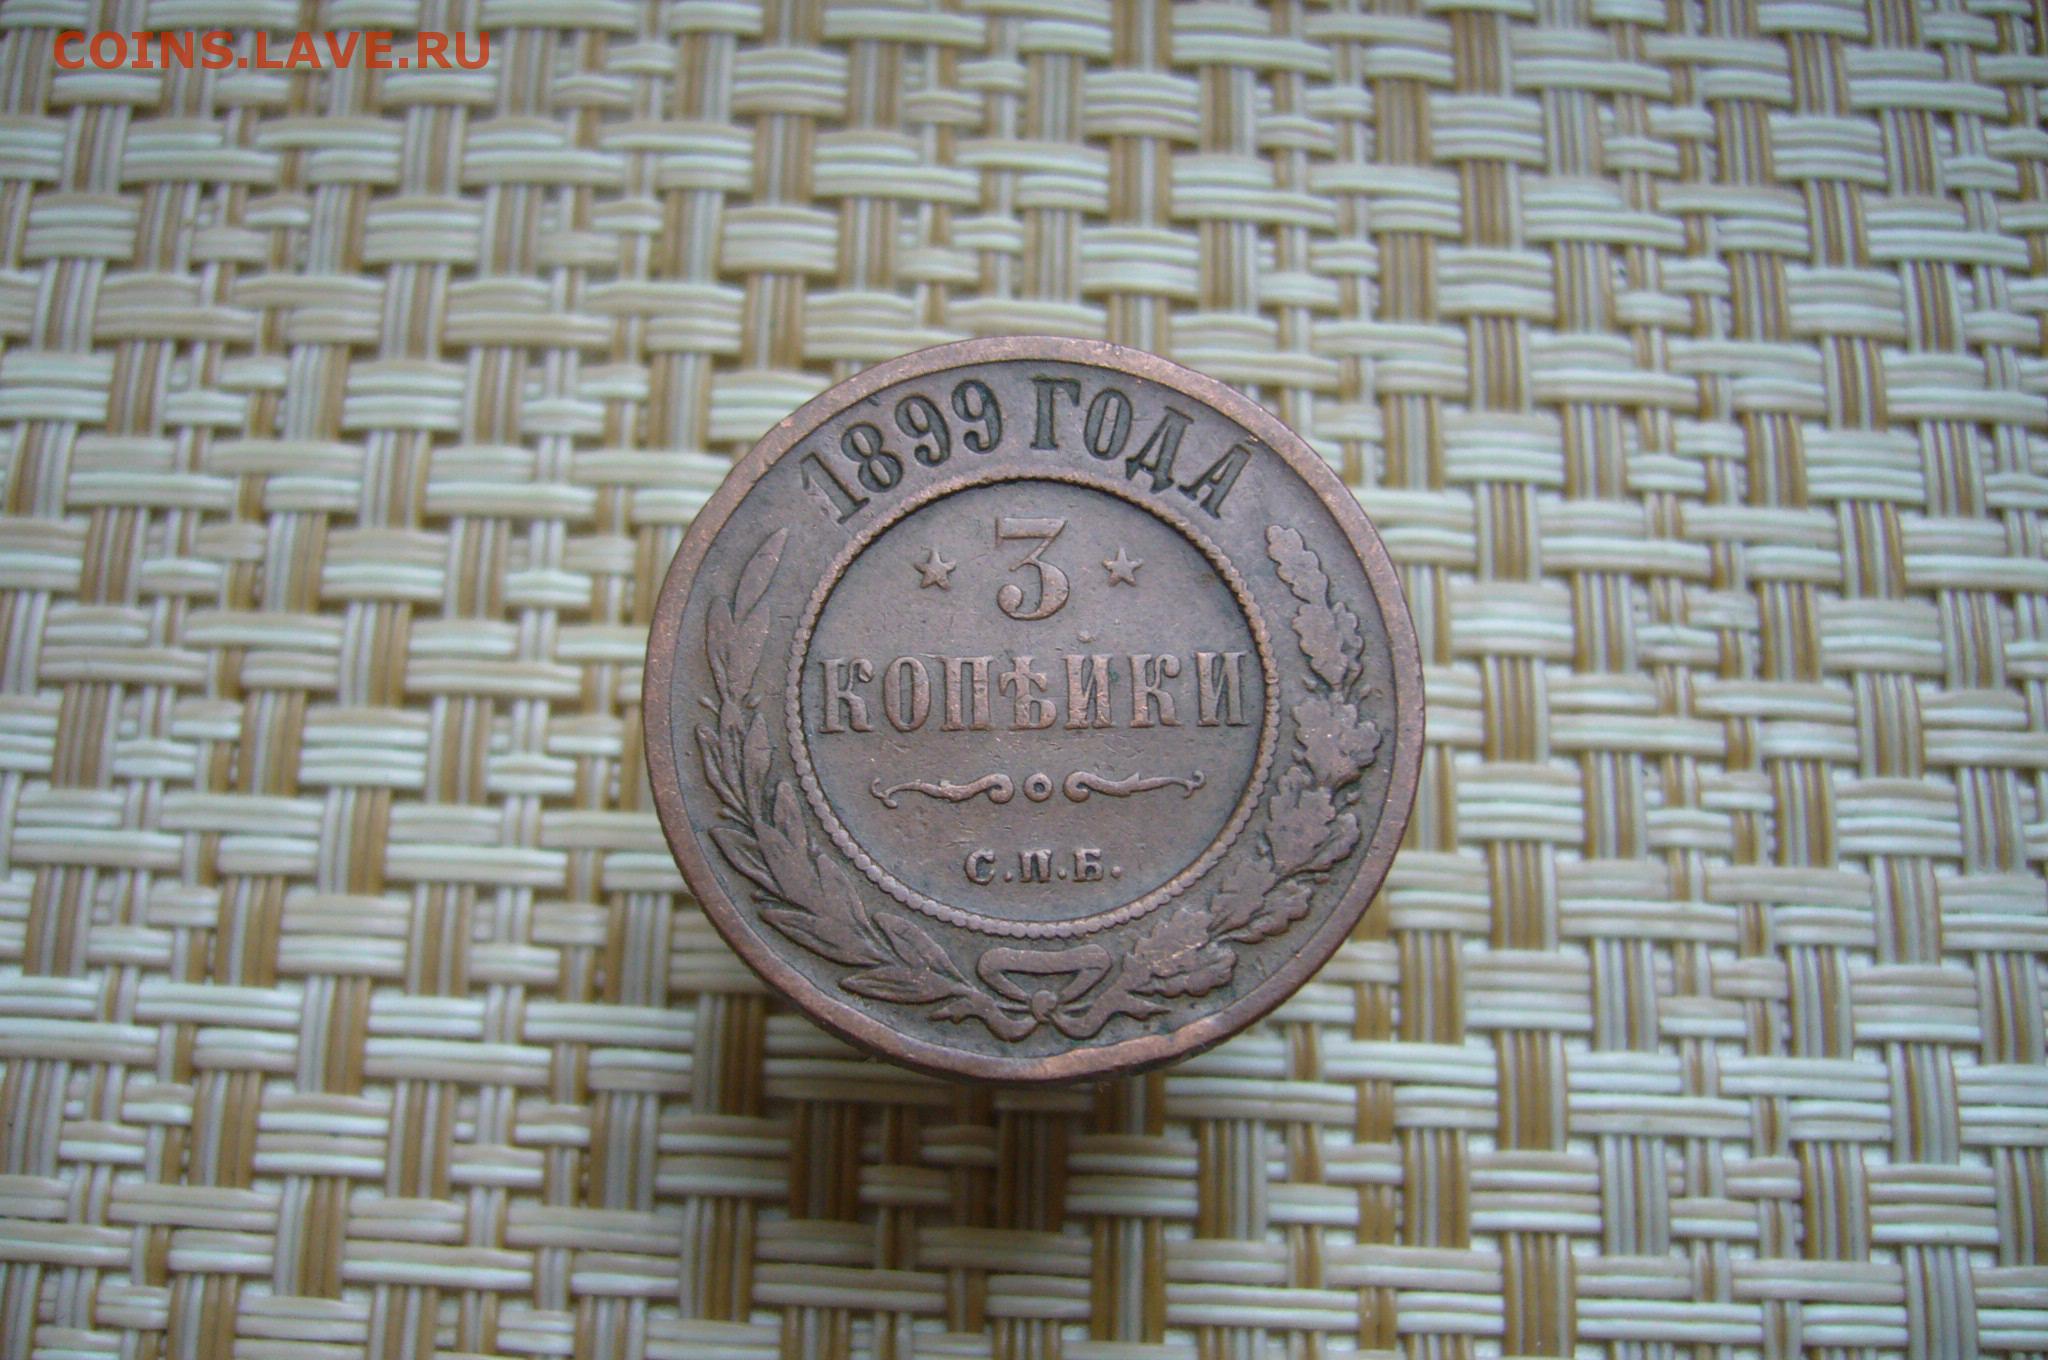 COINS.LAVE.RU
1899 ГОДА
3
КОПѢЙКИ
С.П.Б.